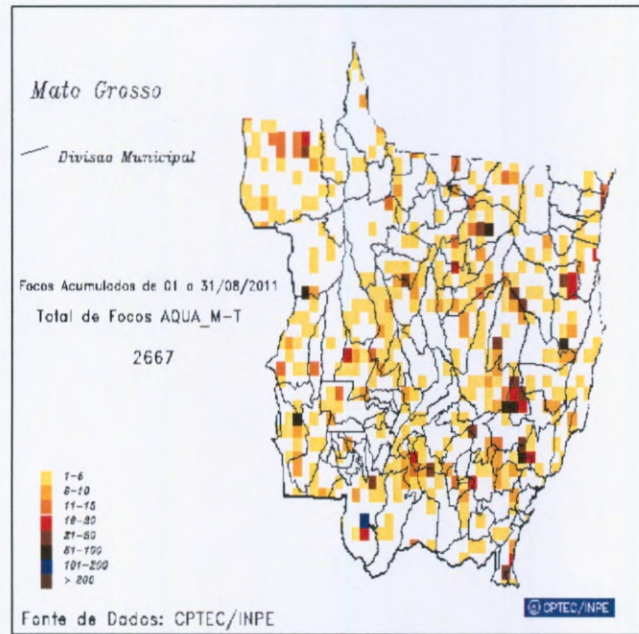 Mato Grosso
Divisao Municipal
Focos Acumulados de 01 a 31/08/2011
Total de Focos AQUA_M-T
2667
1-5
6-10
11-15
16-20
21-50
51-100
101-200
> 200
Fonte de Dados: CPTEC/INPE
@ CPTEC/INPE